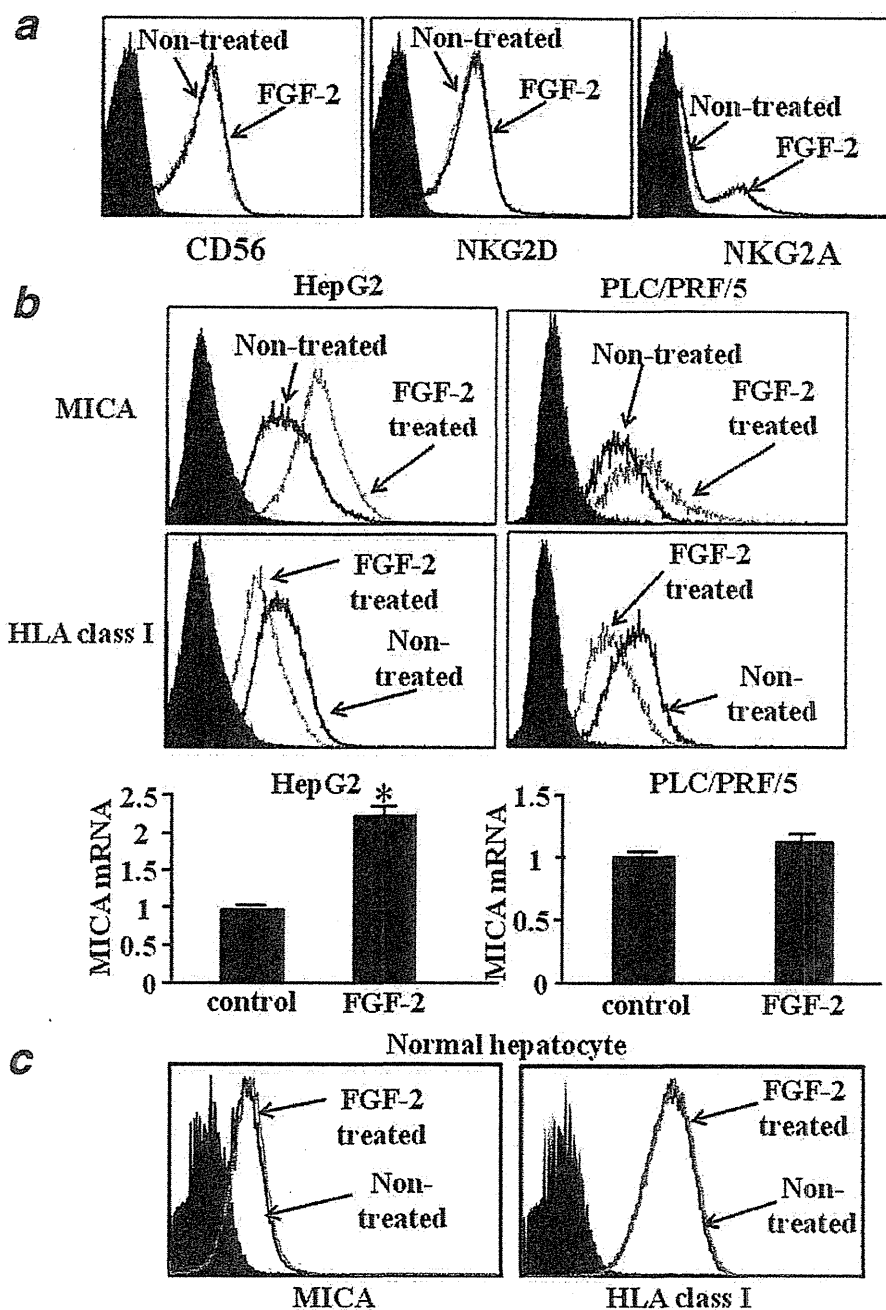 a
Non-treated
FGF-2
Non-treated
FGF-2
Non-treated
FGF-2
CD56
NKG2D
NKG2A
b
HepG2
PLC/PRF/5
MICA
Non-treated
FGF-2
treated
Non-treated
FGF-2
treated
HLA class I
FGF-2
treated
Non-
treated
FGF-2
treated
Non-
treated
HepG2
MICA mRNA
2.5
2
1.5
1
0.5
0
*
control
FGF-2
PLC/PRF/5
MICA mRNA
1.5
1
0.5
0
control
FGF-2
c
Normal hepatocyte
FGF-2
treated
Non-
treated
MICA
FGF-2
treated
Non-
treated
HLA class I